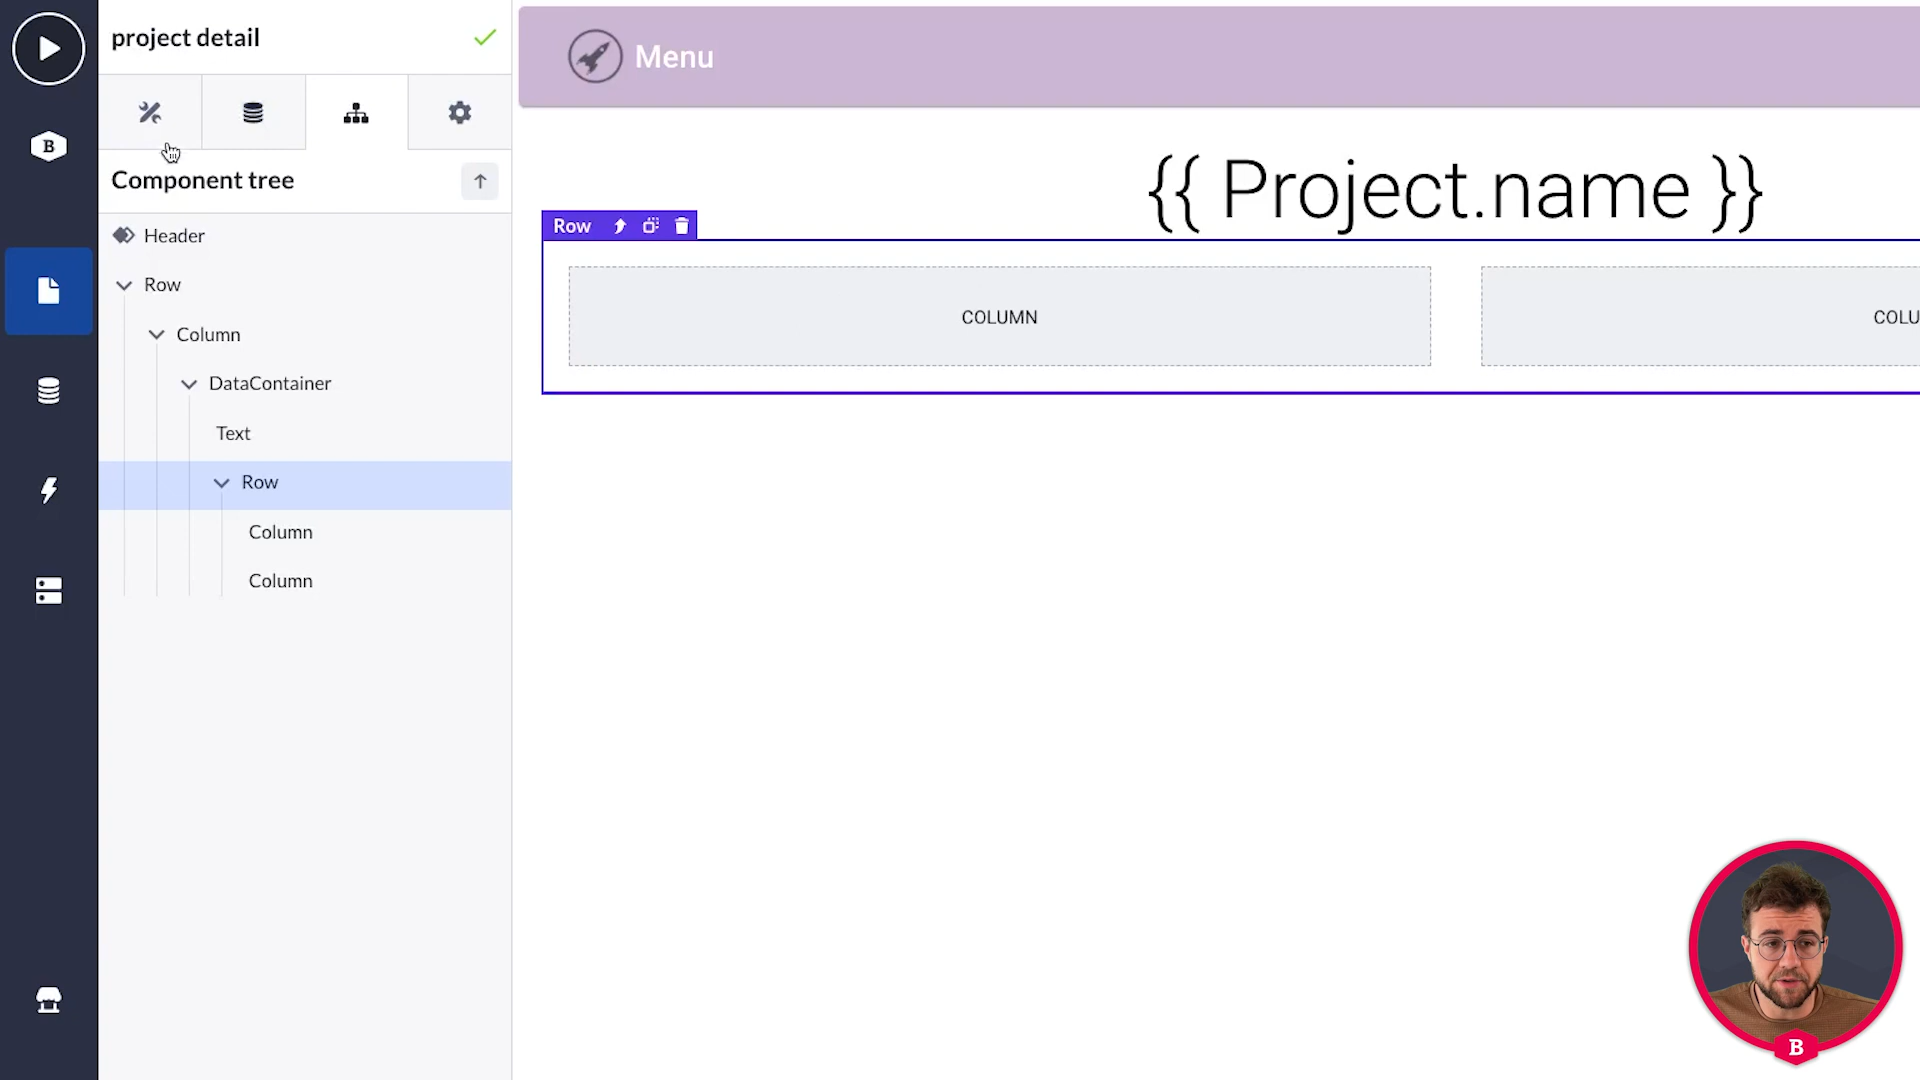 project detail
Menu
Component tree
{{ Project.name }}
Header
Row
Row
COLUMN
COLU
Column
DataContainer
Text
Row
Column
Column
B
B